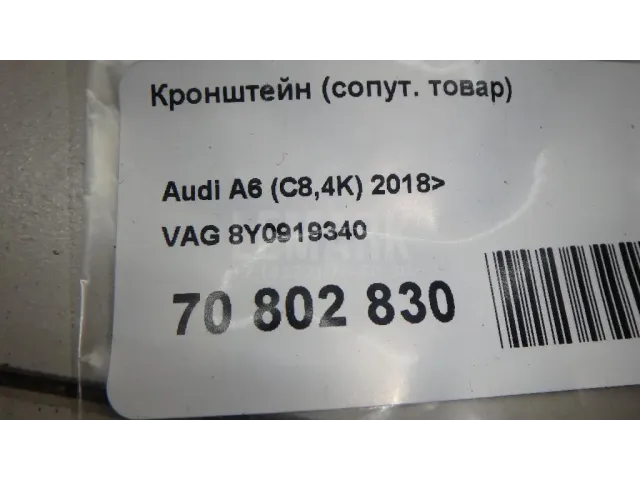 Кронштейн (сопут. товар)
Audi A6 (C8,4K) 2018>
VAG 8Y0919340
70 802 830